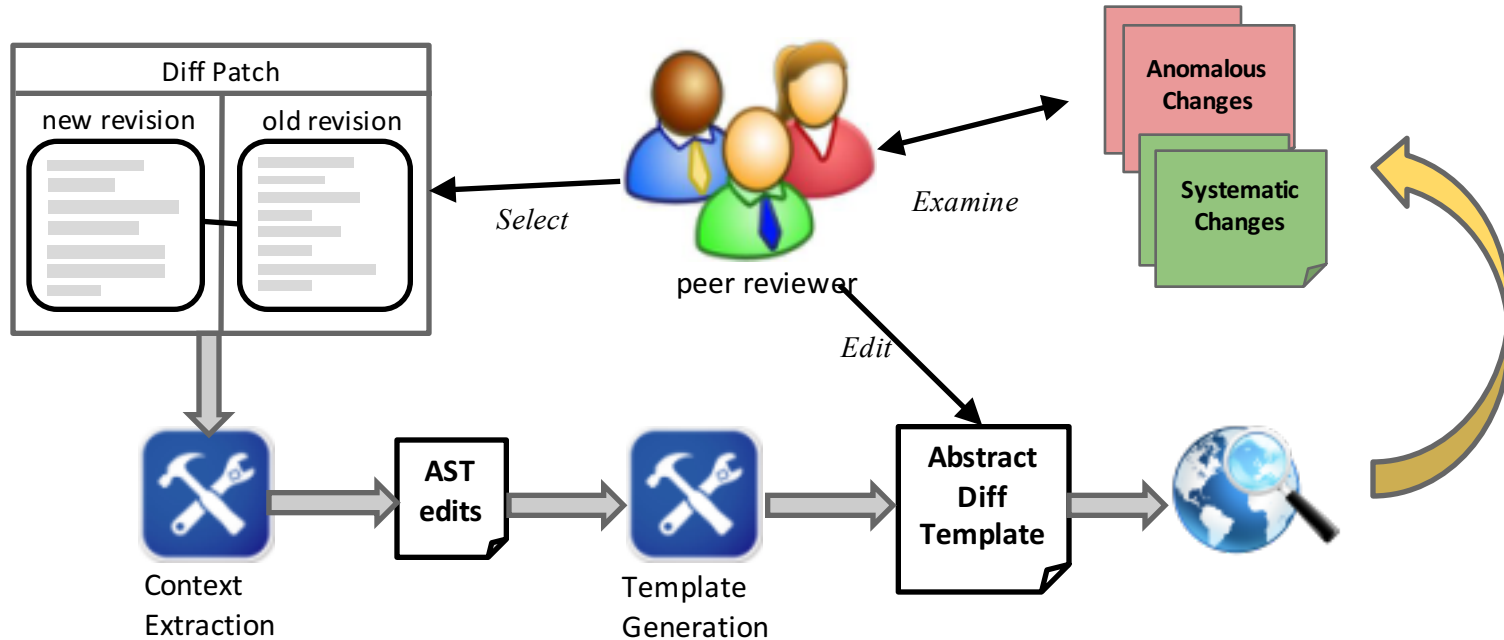 Diff Patch
new revision
old revision
Select
peer reviewer
Examine
Anomalous
Changes
Systematic
Changes
Edit
Context
Extraction
AST
edits
Template
Generation
Abstract
Diff
Template